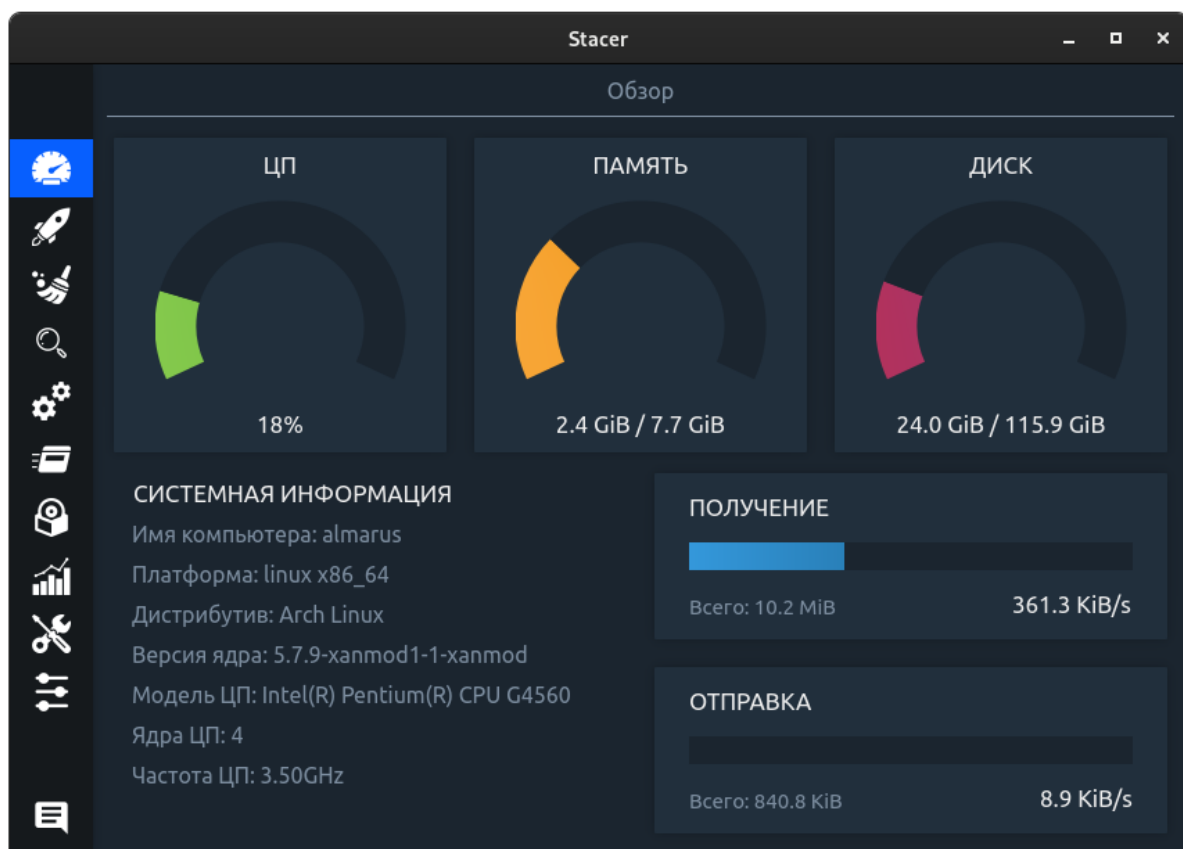 Stacer
Обзор
ЦП
18%
ПАМЯТЬ
2.4 GiB / 7.7 GiB
ДИСК
24.0 GiB / 115.9 GiB
СИСТЕМНАЯ ИНФОРМАЦИЯ
Имя компьютера: almarus
Платформа: linux x86_64
Дистрибутив: Arch Linux
Версия ядра: 5.7.9-xanmod1-1-xanmod
Модель ЦП: Intel(R) Pentium(R) CPU G4560
Ядра ЦП: 4
Частота ЦП: 3.50GHz
ПОЛУЧЕНИЕ
Всего: 10.2 MiB
361.3 KiB/s
ОТПРАВКА
Всего: 840.8 KiB
8.9 KiB/s